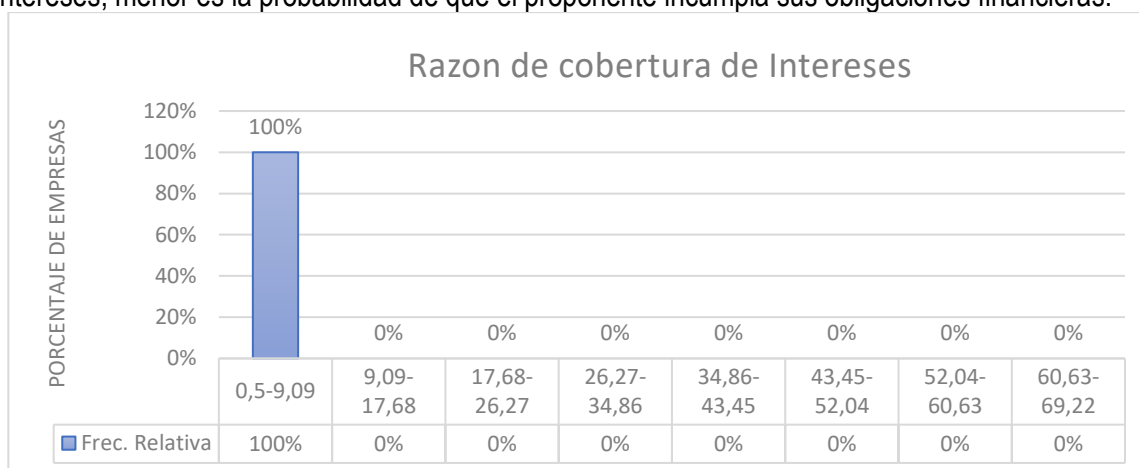 intereses, menor es la probabilidad de que el proponente incumpla sus obligaciones financieras.
Razon de cobertura de Intereses
PORCENTAJE DE EMPRESAS
120%
100%
80%
60%
40%
20%
0%
100%
0% 0% 0% 0% 0% 0% 0%
0,5-9,09 9,09- 17,68- 26,27- 34,86- 43,45- 52,04- 60,63-
17,68 26,27 34,86 43,45 52,04 60,63 69,22
Frec. Relativa 100% 0% 0% 0% 0% 0% 0% 0%